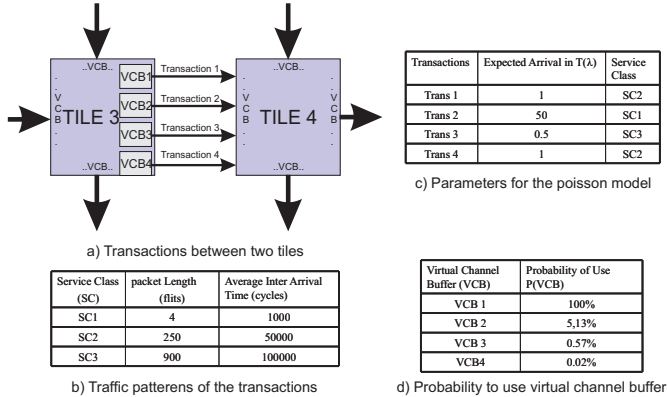 ..VCB..
..VCB..
. . V C B . .
TILE 3
VCB1
VCB2
VCB3
VCB4
Transaction 1
Transaction 2
Transaction 3
Transaction 4
. . V C B . .
TILE 4
. . V C B . .
..VCB..
..VCB..
a) Transactions between two tiles
Transactions Expected Arrival in T(λ) Service Class
Trans 1 1 SC2
Trans 2 50 SC1
Trans 3 0.5 SC3
Trans 4 1 SC2
c) Parameters for the poisson model
Service Class (SC) packet Length (flits) Average Inter Arrival Time (cycles)
SC1 4 1000
SC2 250 50000
SC3 900 100000
b) Traffic patterens of the transactions
Virtual Channel Buffer (VCB) Probability of Use P(VCB)
VCB 1 100%
VCB 2 5,13%
VCB 3 0.57%
VCB4 0.02%
d) Probability to use virtual channel buffer